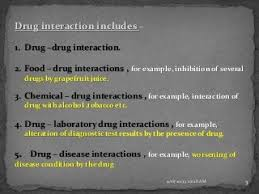 Drug interaction includes –
1. Drug –drug interaction.
2. Food – drug interactions , for example, inhibition of several
drugs by grapefruit juice.
3. Chemical – drug interactions , for example, interaction of
drug with alcohol ,tobacco etc.
4. Drug – laboratory drug interactions , for example,
alteration of diagnostic test results by the presence of drug.
5. Drug – disease interactions , for example, worsening of
disease condition by the drug
3